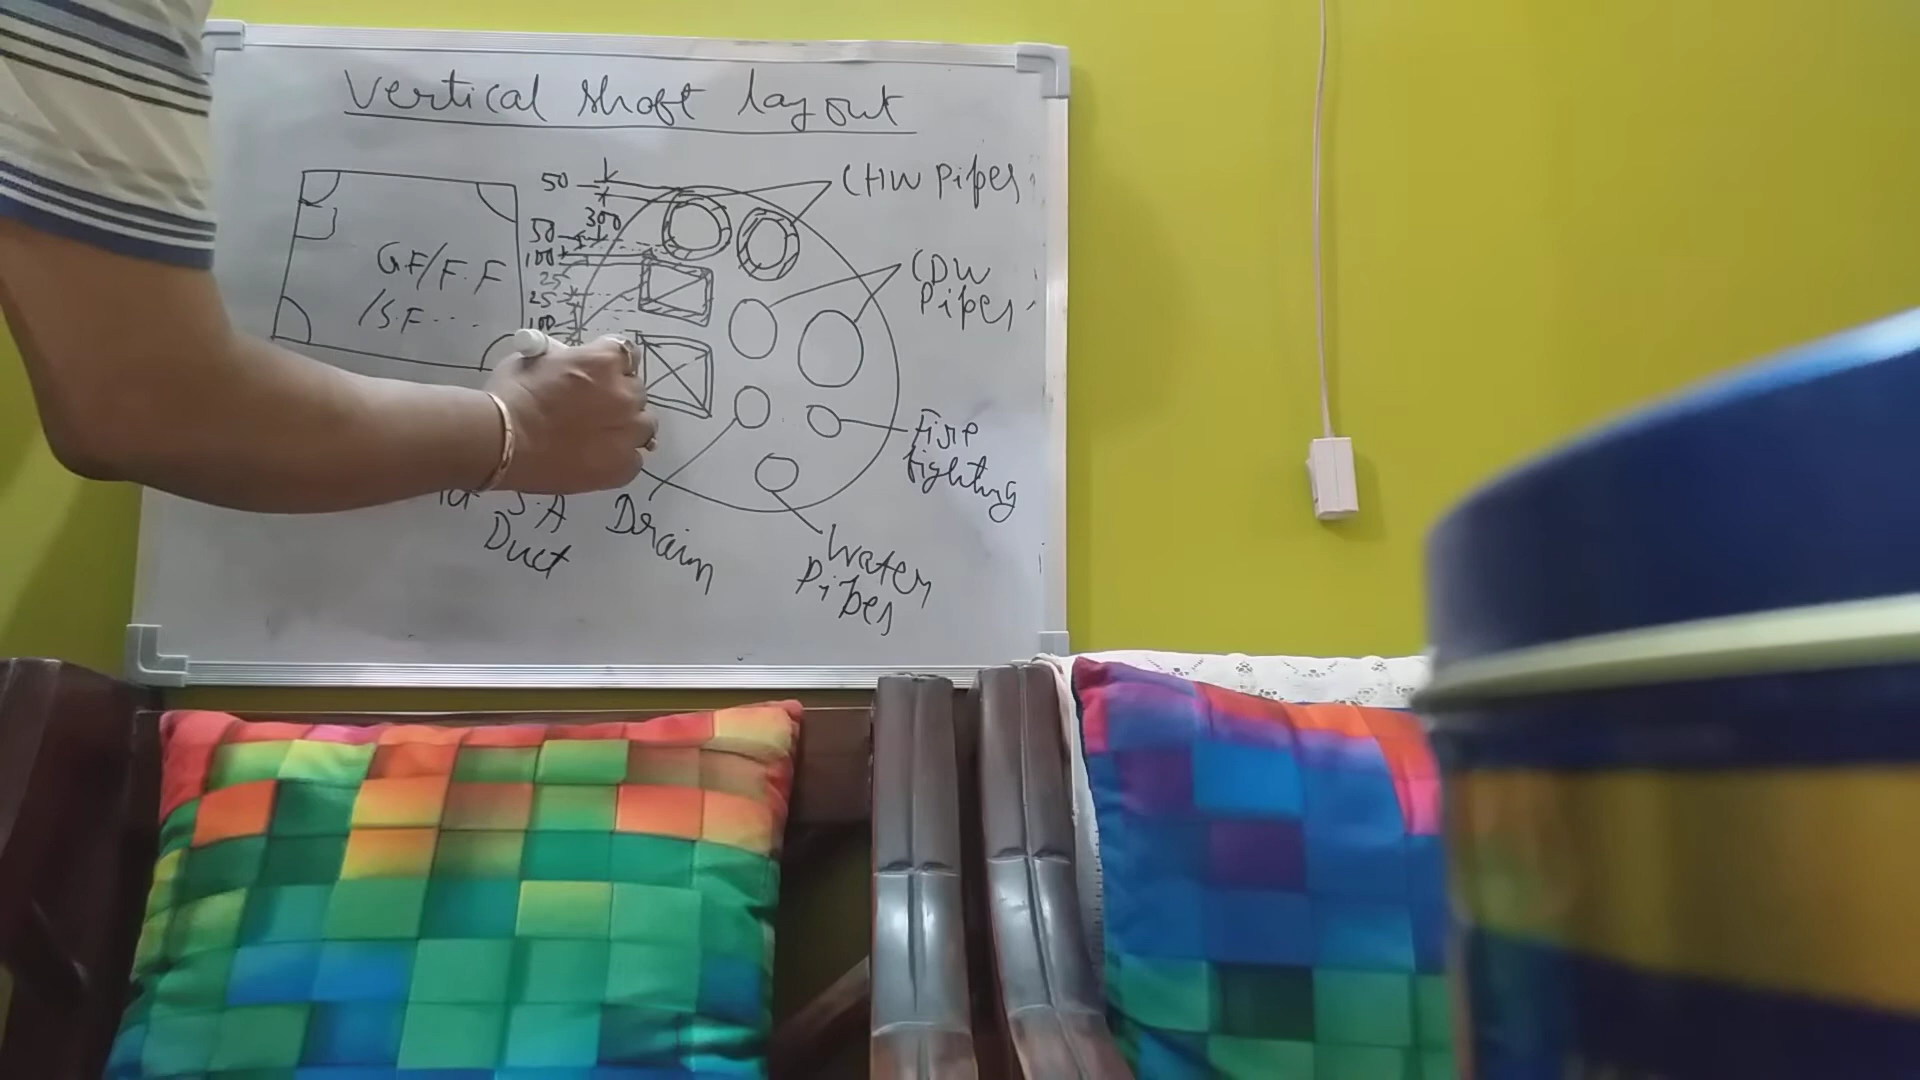 Vertical shaft layout
50
CHW Pipes
300
50
100
25
25
100
G.F/F.F
/S.F...
CDW
Pipes
Fire
fighting
S.A
Duct
Drain
Water
Pipes